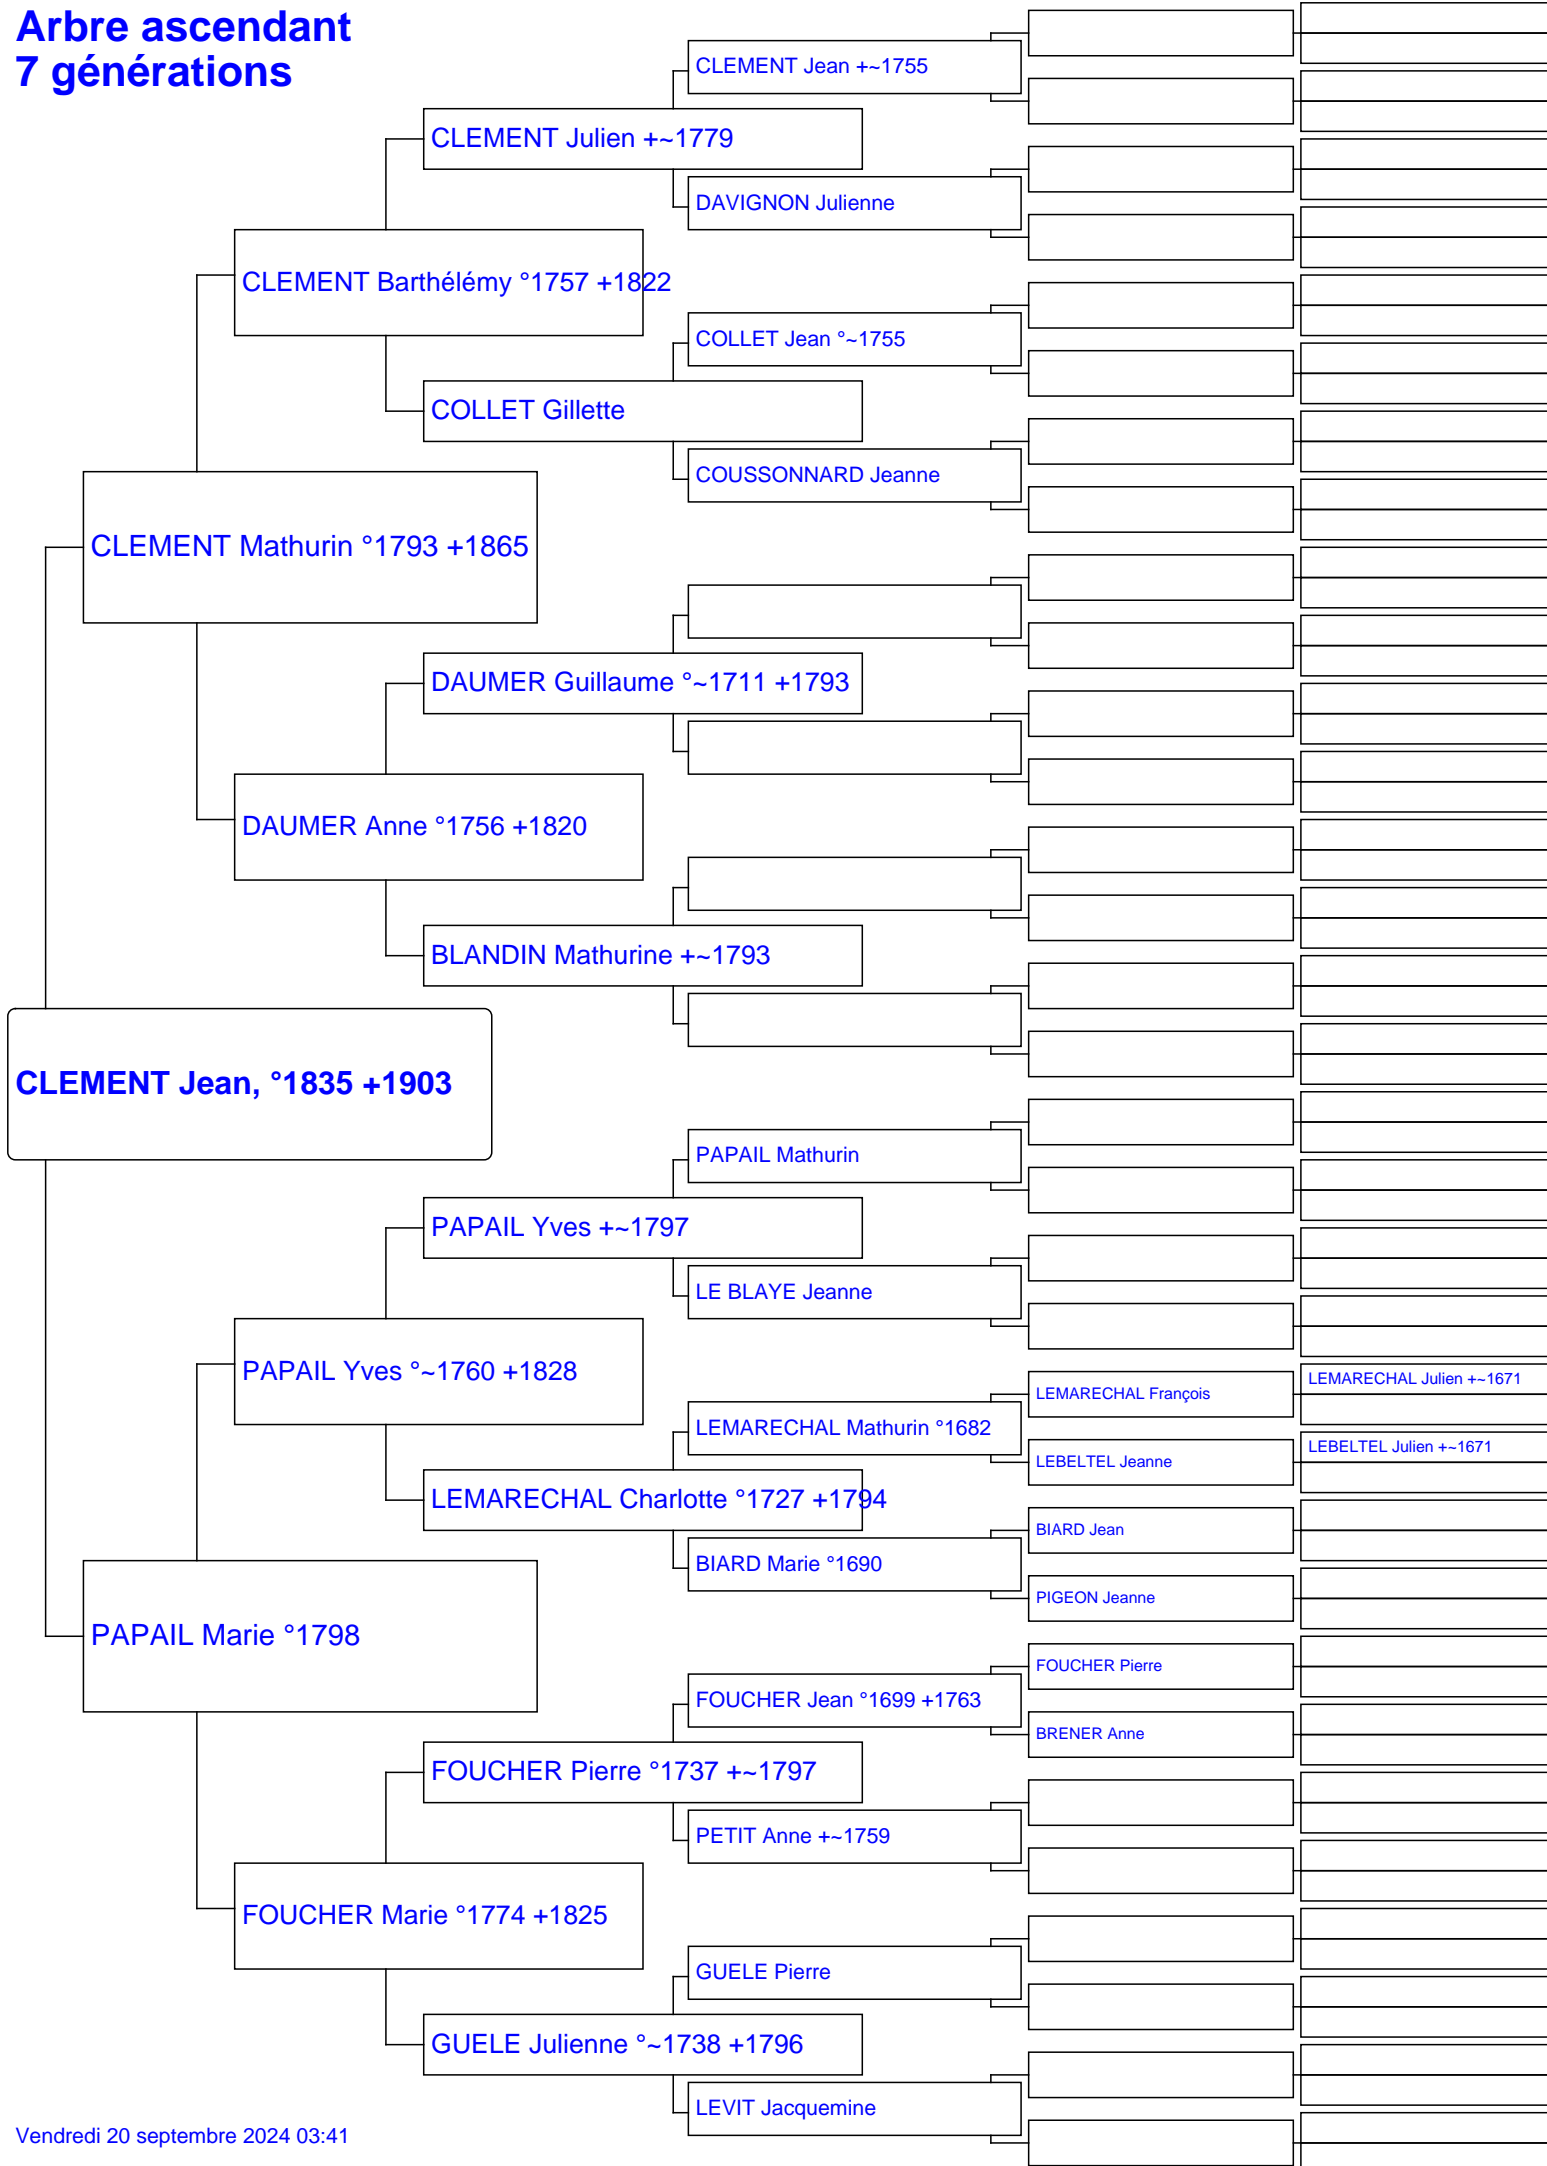 Arbre ascendant
7 générations
CLEMENT Jean +~1755
CLEMENT Julien +~1779
DAVIGNON Julienne
CLEMENT Barthélémy °1757 +1822
COLLET Jean °~1755
COLLET Gillette
COUSSONNARD Jeanne
CLEMENT Mathurin °1793 +1865
DAUMER Guillaume °~1711 +1793
DAUMER Anne °1756 +1820
BLANDIN Mathurine +~1793
CLEMENT Jean, °1835 +1903
PAPAIL Mathurin
PAPAIL Yves +~1797
LE BLAYE Jeanne
PAPAIL Yves °~1760 +1828
LEMARECHAL Julien +~1671
LEMARECHAL François
LEMARECHAL Mathurin °1682
LEBELTEL Julien +~1671
LEBELTEL Jeanne
LEMARECHAL Charlotte °1727 +1794
BIARD Jean
BIARD Marie °1690
PIGEON Jeanne
PAPAIL Marie °1798
FOUCHER Pierre
FOUCHER Jean °1699 +1763
BRENER Anne
FOUCHER Pierre °1737 +~1797
PETIT Anne +~1759
FOUCHER Marie °1774 +1825
GUELE Pierre
GUELE Julienne °~1738 +1796
LEVIT Jacquemine
Vendredi 20 septembre 2024 03:41